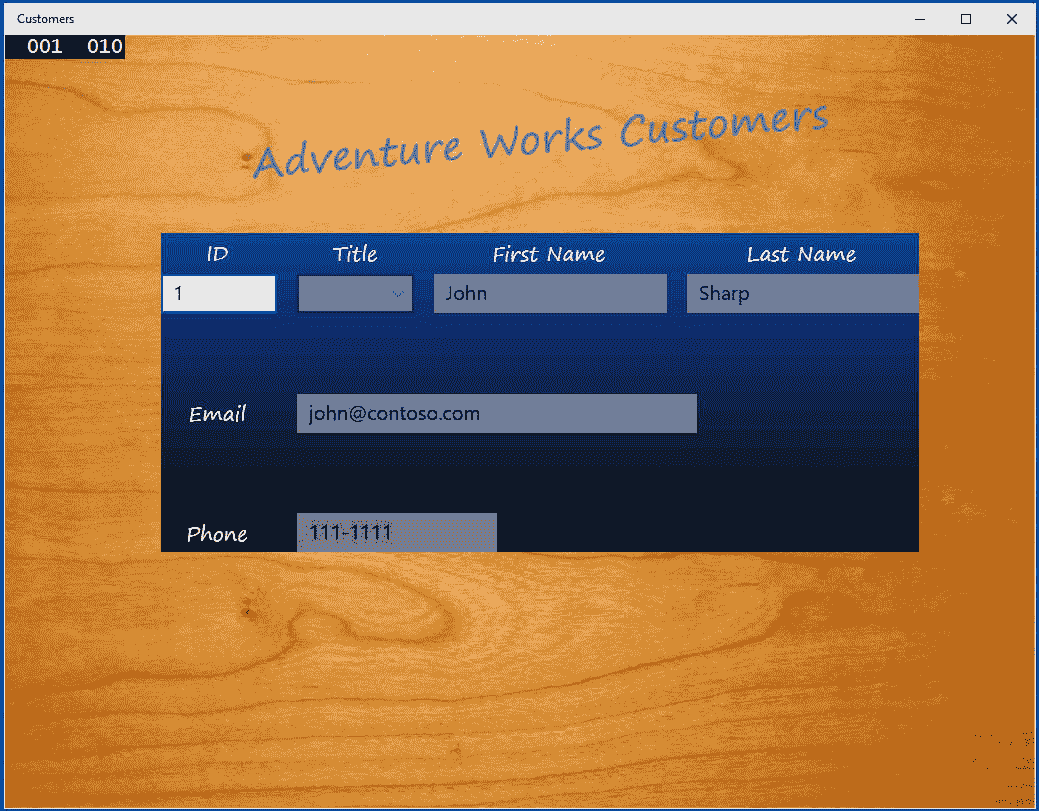 Customers
001 010
Adventure Works Customers
ID Title First Name Last Name
1 John Sharp
Email john@contoso.com
Phone 111-1111